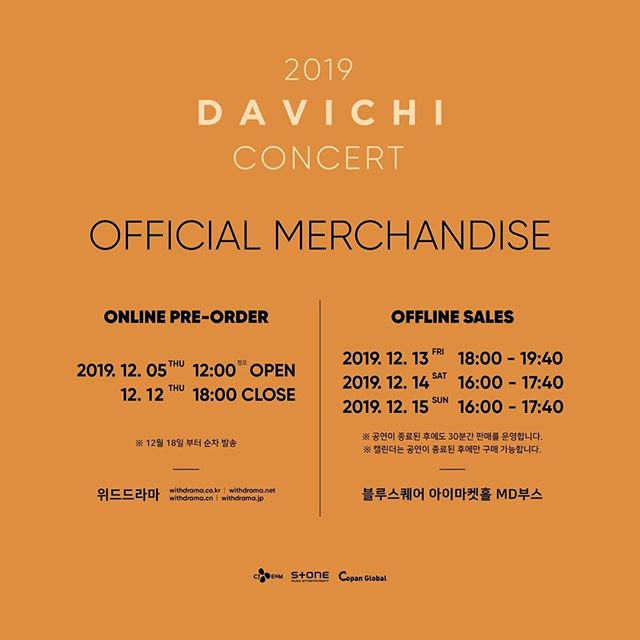 2019
DAVICHI
CONCERT
OFFICIAL MERCHANDISE
ONLINE PRE-ORDER
2019. 12. 05 THU 12:00 정오 OPEN
12. 12 THU 18:00 CLOSE
※ 12월 18일 부터 순차 발송
위드드라마 withdrama.co.kr | withdrama.net
withdrama.cn | withdrama.jp
OFFLINE SALES
2019. 12. 13 FRI 18:00 - 19:40
2019. 12. 14 SAT 16:00 - 17:40
2019. 12. 15 SUN 16:00 - 17:40
※ 공연이 종료된 후에도 30분간 판매를 운영합니다.
※ 캘린더는 공연이 종료된 후에만 구매 가능합니다.
블루스퀘어 아이마켓홀 MD부스
CJ ENM
STONE
MUSIC ENTERTAINMENT
Copan Global